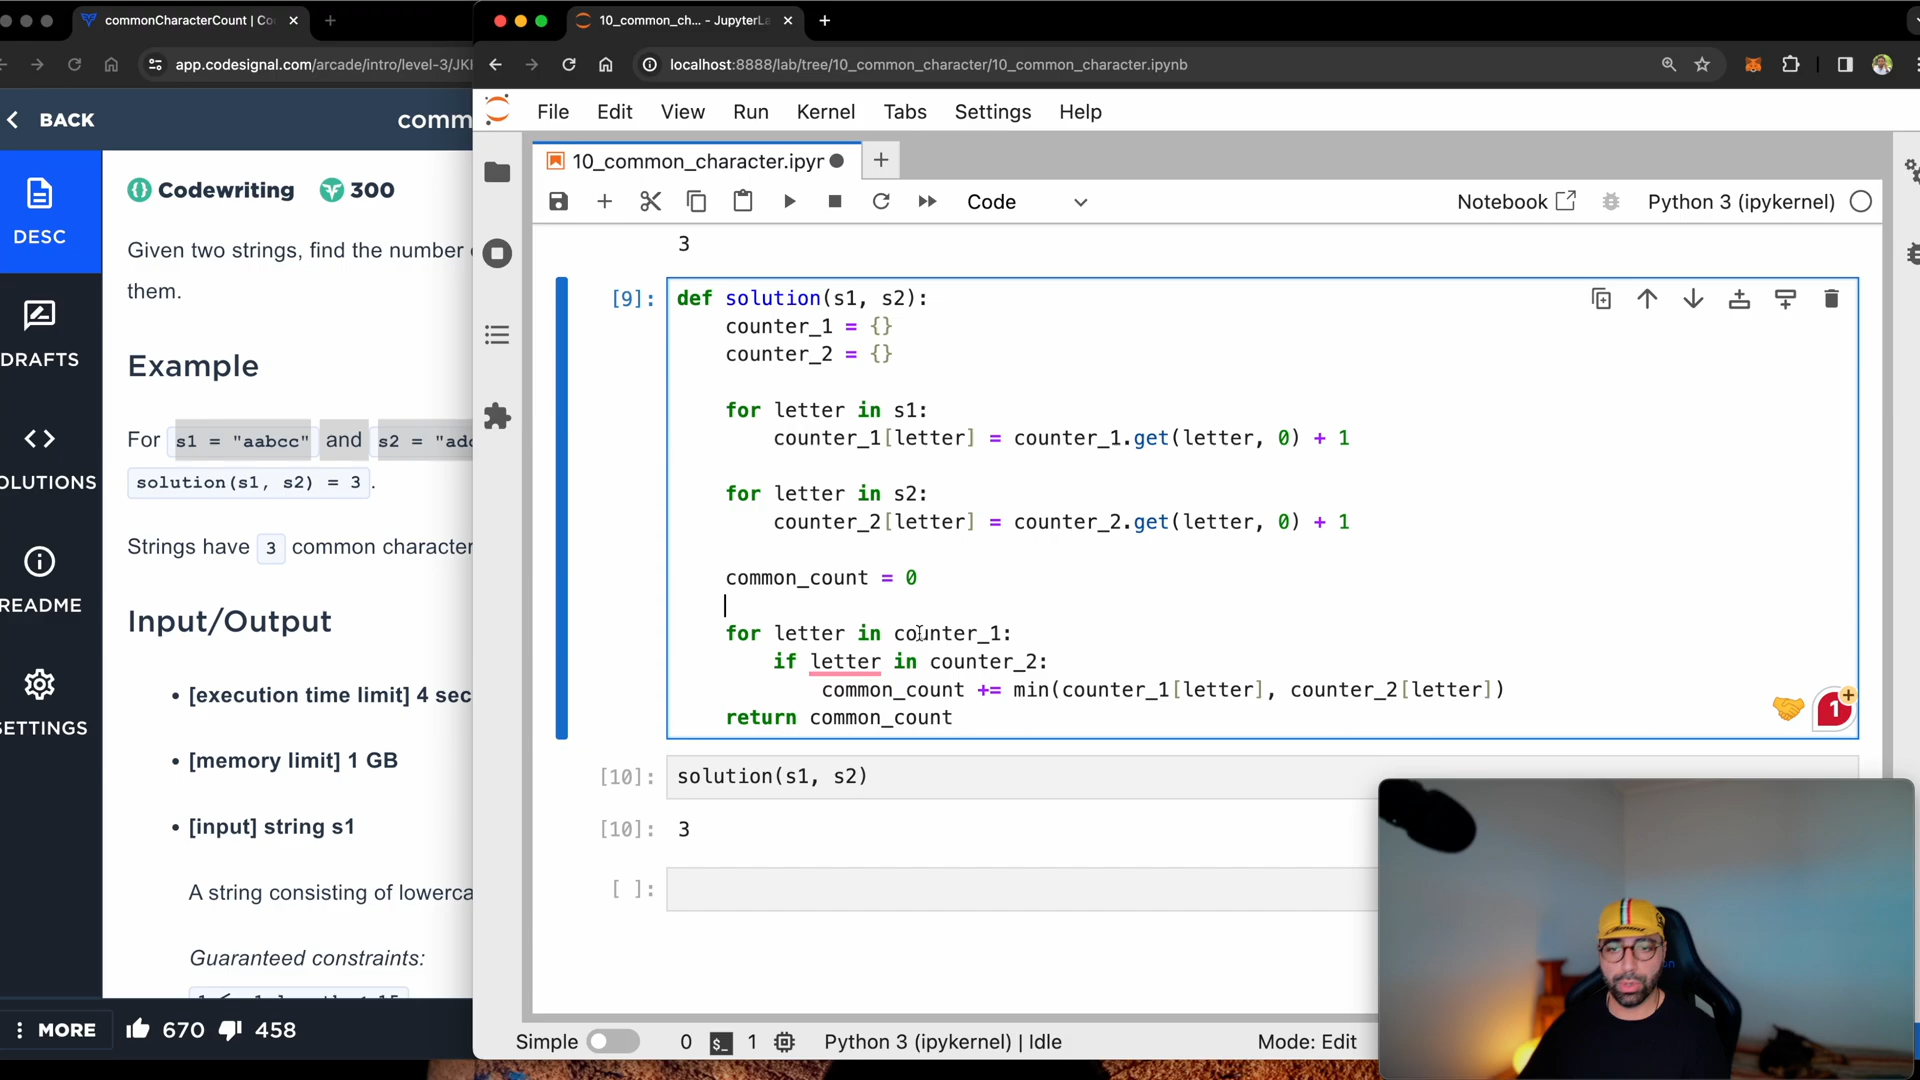 commonCharacterCount | Co
10_common_ch... - JupyterLa
app.codesignal.com/arcade/intro/level-3/JKl
localhost:8888/lab/tree/10_common_character/10_common_character.ipynb
BACK
comm
File Edit View Run Kernel Tabs Settings Help
10_common_character.ipyr
Code
Notebook
Python 3 (ipykernel)
DESC
DRAFTS
OLUTIONS
README
SETTINGS
MORE
Codewriting 300
Given two strings, find the number
them.
Example
For s1 = "aabcc" and s2 = "adc
solution(s1, s2) = 3.
Strings have 3 common character
Input/Output
• [execution time limit] 4 sec
• [memory limit] 1 GB
• [input] string s1
A string consisting of lowerca
Guaranteed constraints:
670 458
3
[9]: def solution(s1, s2):
counter_1 = {}
counter_2 = {}
for letter in s1:
counter_1[letter] = counter_1.get(letter, 0) + 1
for letter in s2:
counter_2[letter] = counter_2.get(letter, 0) + 1
common_count = 0
for letter in counter_1:
if letter in counter_2:
common_count += min(counter_1[letter], counter_2[letter])
return common_count
1
[10]: solution(s1, s2)
[10]: 3
[ ]:
Simple 0 $_ 1 Python 3 (ipykernel) | Idle Mode: Edit